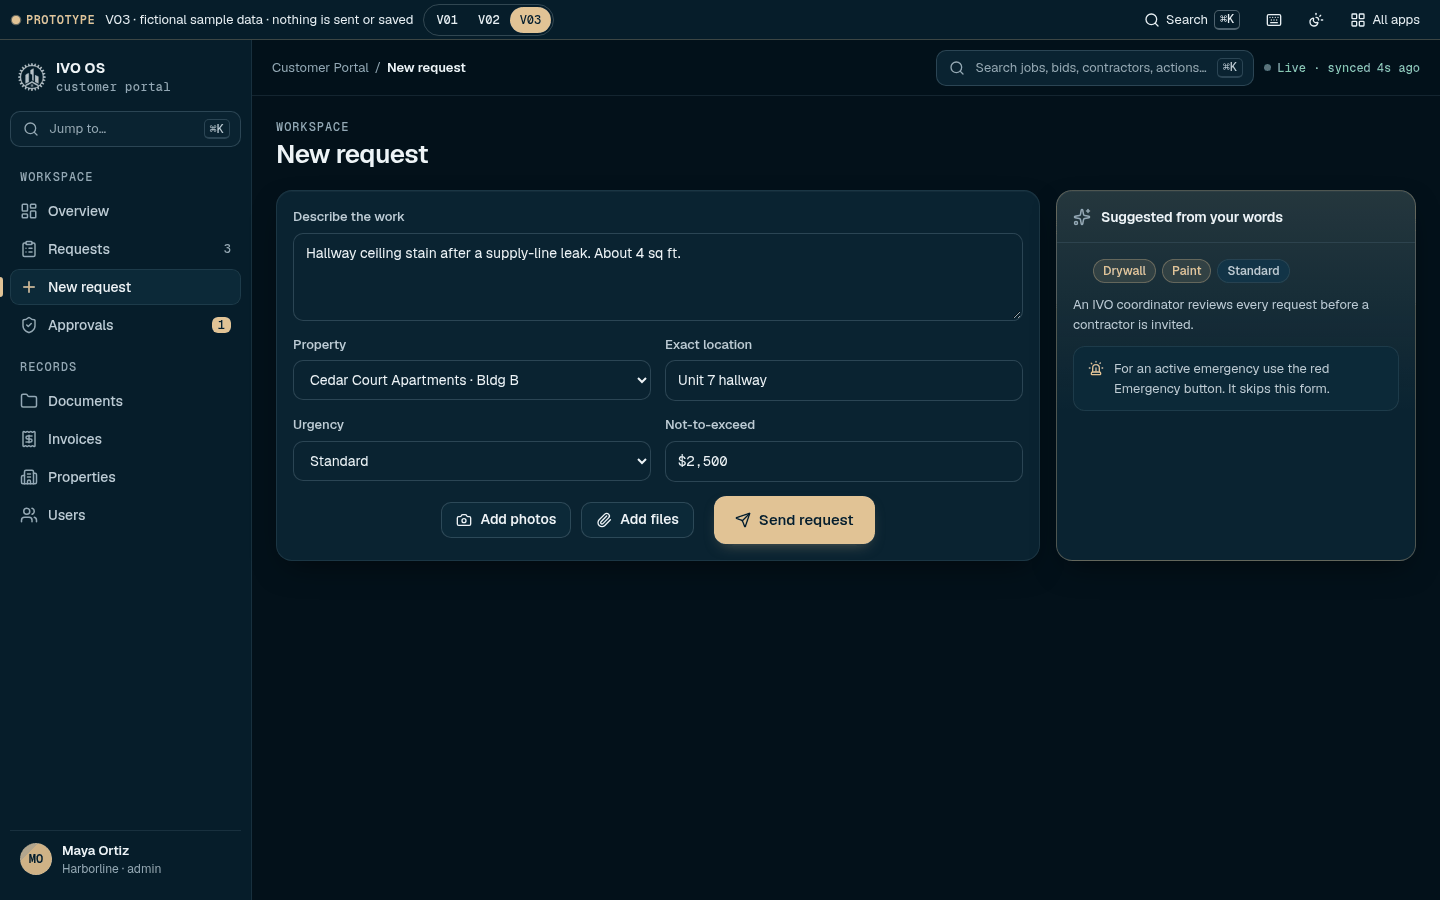 PROTOTYPE V03 · fictional sample data · nothing is sent or saved V01 V02 V03 Search ⌘K All apps
IVO OS
customer portal
Jump to… ⌘K
WORKSPACE
Overview
Requests 3
New request
Approvals 1
RECORDS
Documents
Invoices
Properties
Users
MO
Maya Ortiz
Harborline · admin
Customer Portal / New request
Search jobs, bids, contractors, actions… ⌘K
Live · synced 4s ago
WORKSPACE
New request
Describe the work
Hallway ceiling stain after a supply-line leak. About 4 sq ft.
Property
Cedar Court Apartments · Bldg B
Exact location
Unit 7 hallway
Urgency
Standard
Not-to-exceed
$2,500
Add photos
Add files
Send request
Suggested from your words
Drywall Paint Standard
An IVO coordinator reviews every request before a
contractor is invited.
For an active emergency use the red
Emergency button. It skips this form.